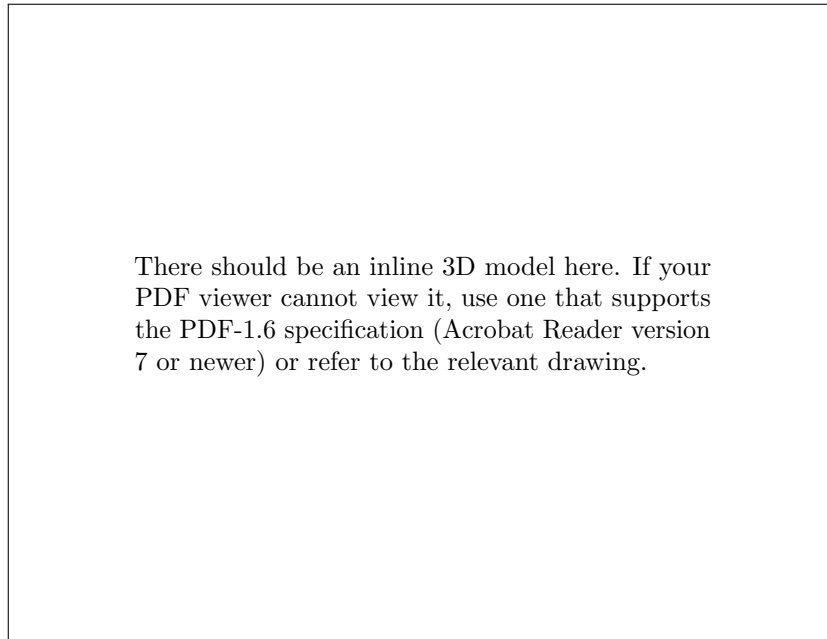 There should be an inline 3D model here. If your
PDF viewer cannot view it, use one that supports
the PDF-1.6 specification (Acrobat Reader version
7 or newer) or refer to the relevant drawing.